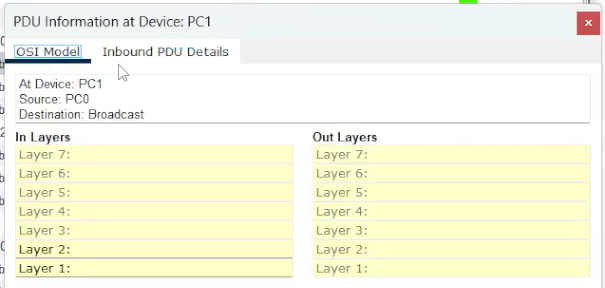 PDU Information at Device: PC1
OSI Model
Inbound PDU Details
At Device: PC1
Source: PC0
Destination: Broadcast
In Layers
Layer 7:
Layer 6:
Layer 5:
Layer 4:
Layer 3:
Layer 2:
Layer 1:
Out Layers
Layer 7:
Layer 6:
Layer 5:
Layer 4:
Layer 3:
Layer 2:
Layer 1: